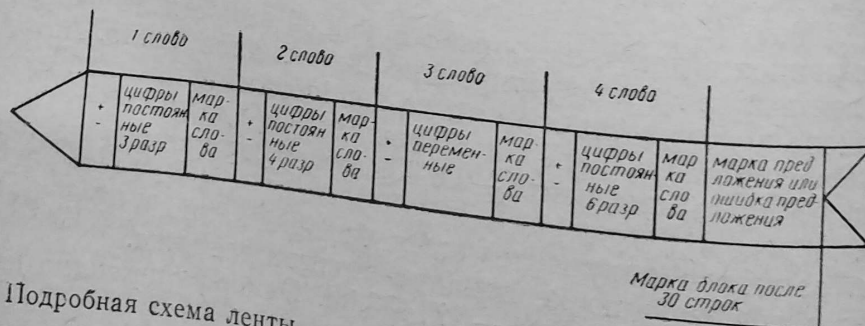 1 слово
2 слово
3 слово
4 слово
+
-
цифры
постоян
ные
3 разр
мар-
ка
сло-
ва
+
-
цифры
постоян
ные
4 разр
мар-
ка
сло-
ва
+
-
цифры
перемен-
ные
мар-
ка
сло-
ва
+
-
цифры
постоян-
ные
6 разр
мар
ка
сло
ва
марка пред
ложения или
ошибка пред-
ложения
Марка блока после
30 строк
Подробная схема ленты